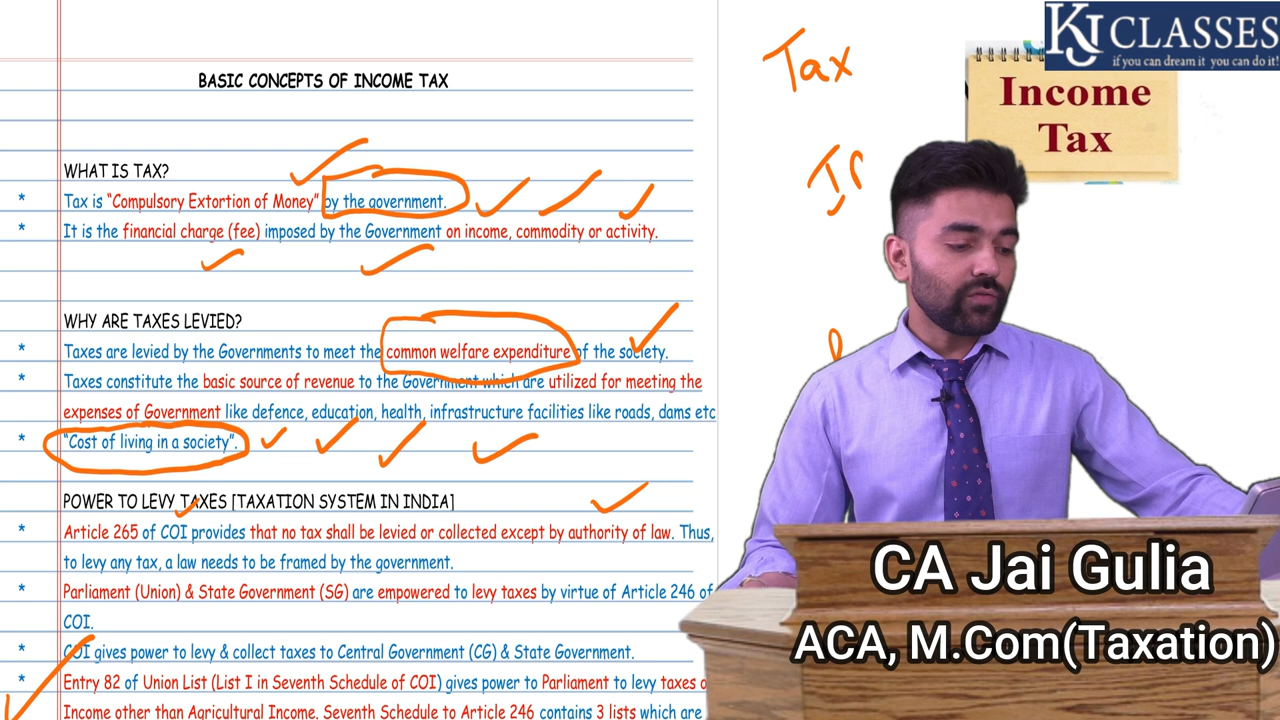 BASIC CONCEPTS OF INCOME TAX
WHAT IS TAX?
* Tax is “Compulsory Extortion of Money” by the government.
* It is the financial charge (fee) imposed by the Government on income, commodity or activity.
WHY ARE TAXES LEVIED?
* Taxes are levied by the Governments to meet the common welfare expenditure of the society.
* Taxes constitute the basic source of revenue to the Government which are utilized for meeting the
expenses of Government like defence, education, health, infrastructure facilities like roads, dams etc
* “Cost of living in a society”.
POWER TO LEVY TAXES [TAXATION SYSTEM IN INDIA]
* Article 265 of COI provides that no tax shall be levied or collected except by authority of law. Thus,
to levy any tax, a law needs to be framed by the government.
* Parliament (Union) & State Government (SG) are empowered to levy taxes by virtue of Article 246 of
COI.
* COI gives power to levy & collect taxes to Central Government (CG) & State Government.
* Entry 82 of Union List (List I in Seventh Schedule of COI) gives power to Parliament to levy taxes o
Income other than Agricultural Income. Seventh Schedule to Article 246 contains 3 lists which are
Tax
KJ CLASSES
if you can dream it you can do it!
Income
Tax
CA Jai Gulia
ACA, M.Com(Taxation)